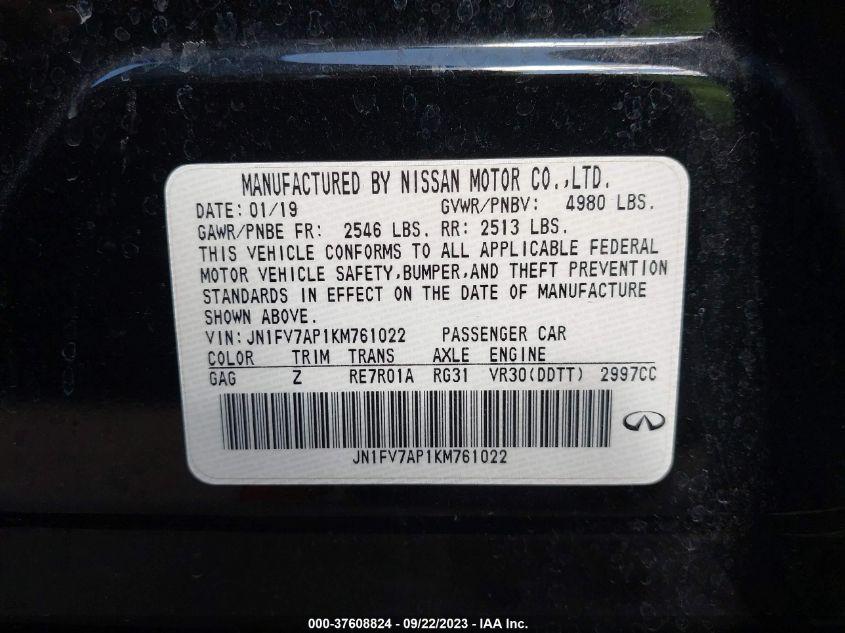 MANUFACTURED BY NISSAN MOTOR CO.,LTD.
DATE: 01/19 GVWR/PNBV: 4980 LBS.
GAWR/PNBE FR: 2546 LBS. RR: 2513 LBS.
THIS VEHICLE CONFORMS TO ALL APPLICABLE FEDERAL
MOTOR VEHICLE SAFETY,BUMPER,AND THEFT PREVENTION
STANDARDS IN EFFECT ON THE DATE OF MANUFACTURE
SHOWN ABOVE.
VIN:JN1FV7AP1KM761022 PASSENGER CAR
COLOR TRIM TRANS AXLE ENGINE
GAG Z RE7R01A RG31 VR30(DDTT) 2997CC
JN1FV7AP1KM761022
000-37608824 - 09/22/2023 - Copyright © 2023 IAA, Inc.